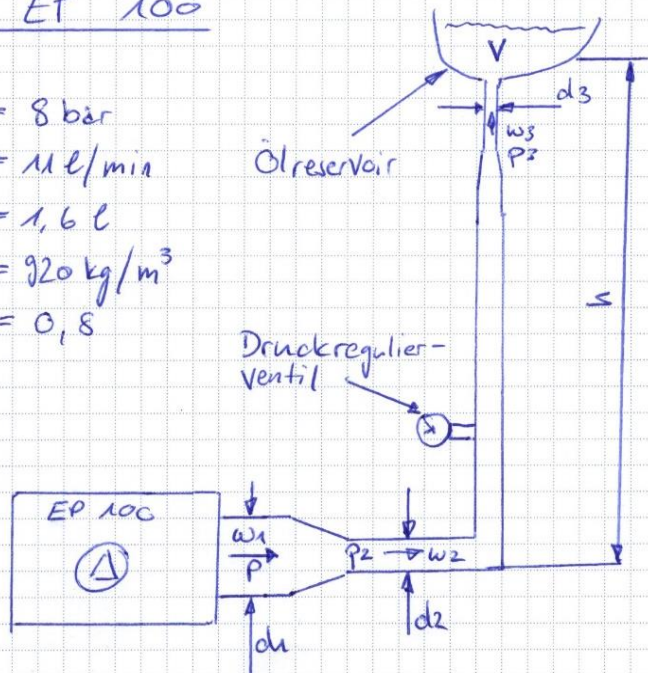 ET 100
= 8 bar
= 11 l/min
= 1,6 l
= 920 kg/m³
= 0,8
V
d3
w3
p3
Ölreservoir
s
Druckregulier-
ventil
EP 100
Δ
w1
P
p2 → w2
d1
d2